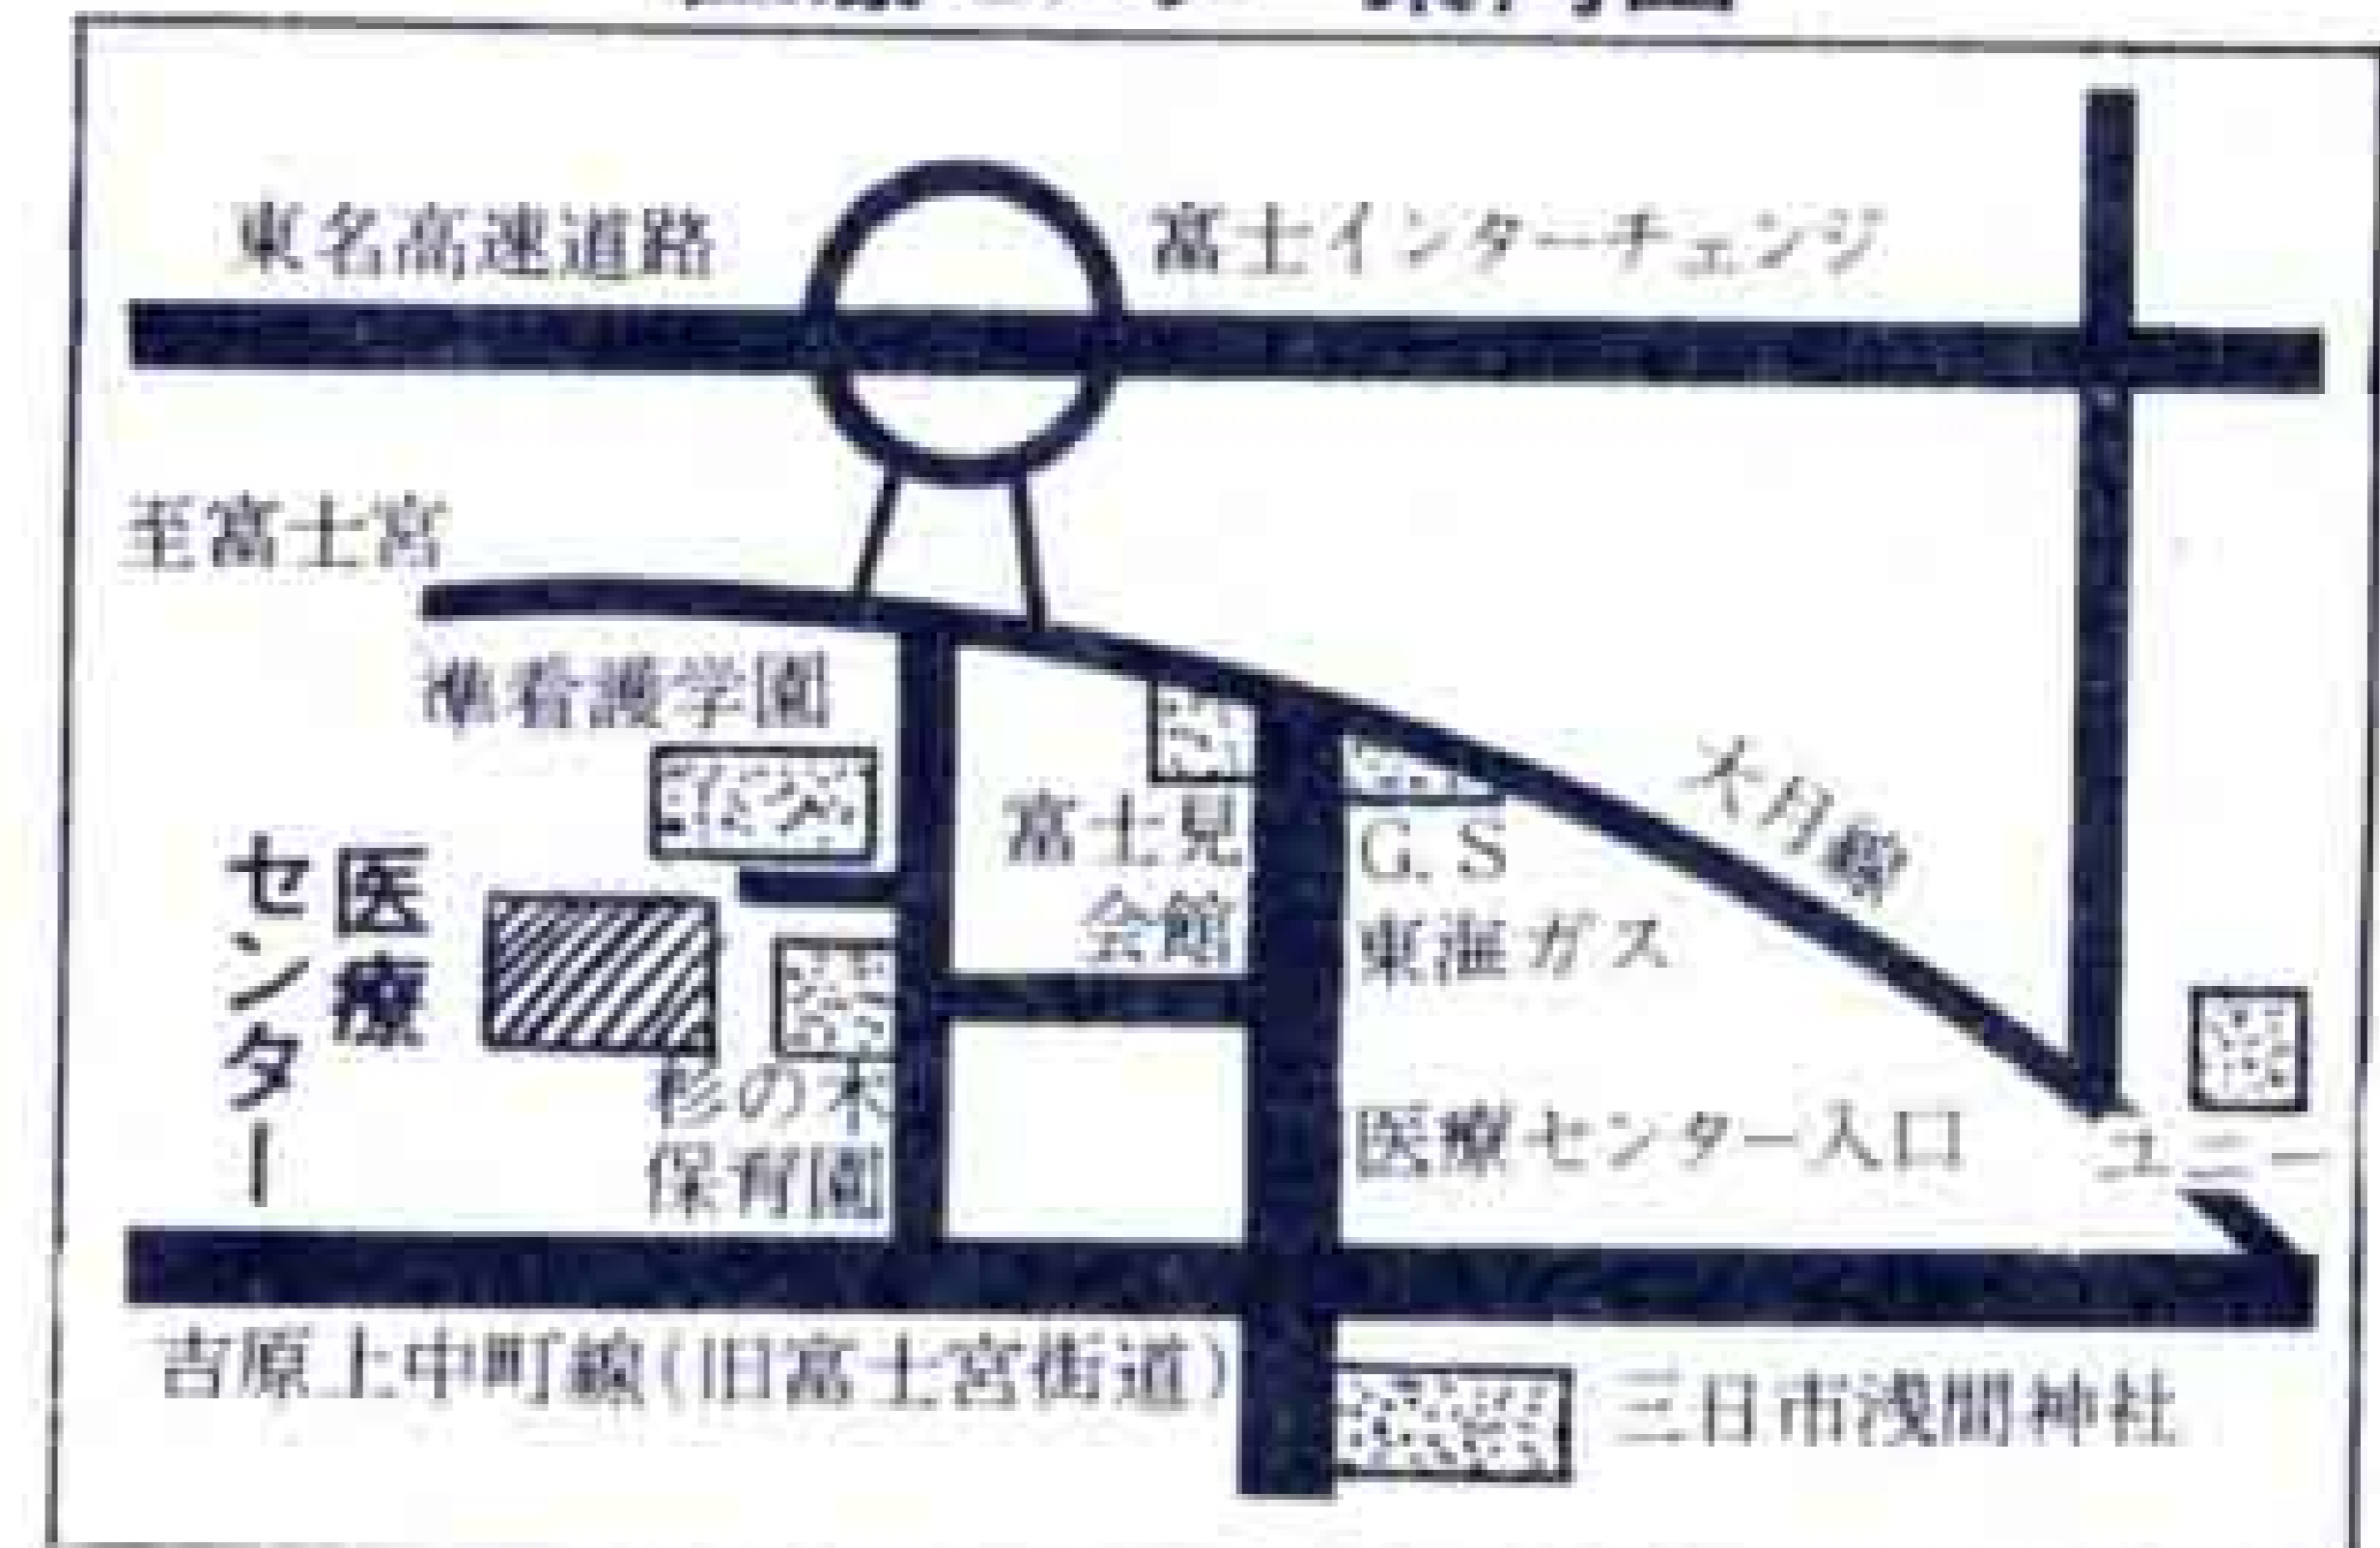 東名高速道路
富士インターチェンジ
至富士宮
准看護学園
大月線
富士見
会館
G.S
東海ガス
医療
センター
杉の木
保育園
医療センター入口
ユニー
吉原上中町線(旧富士宮街道)
三日市浅間神社